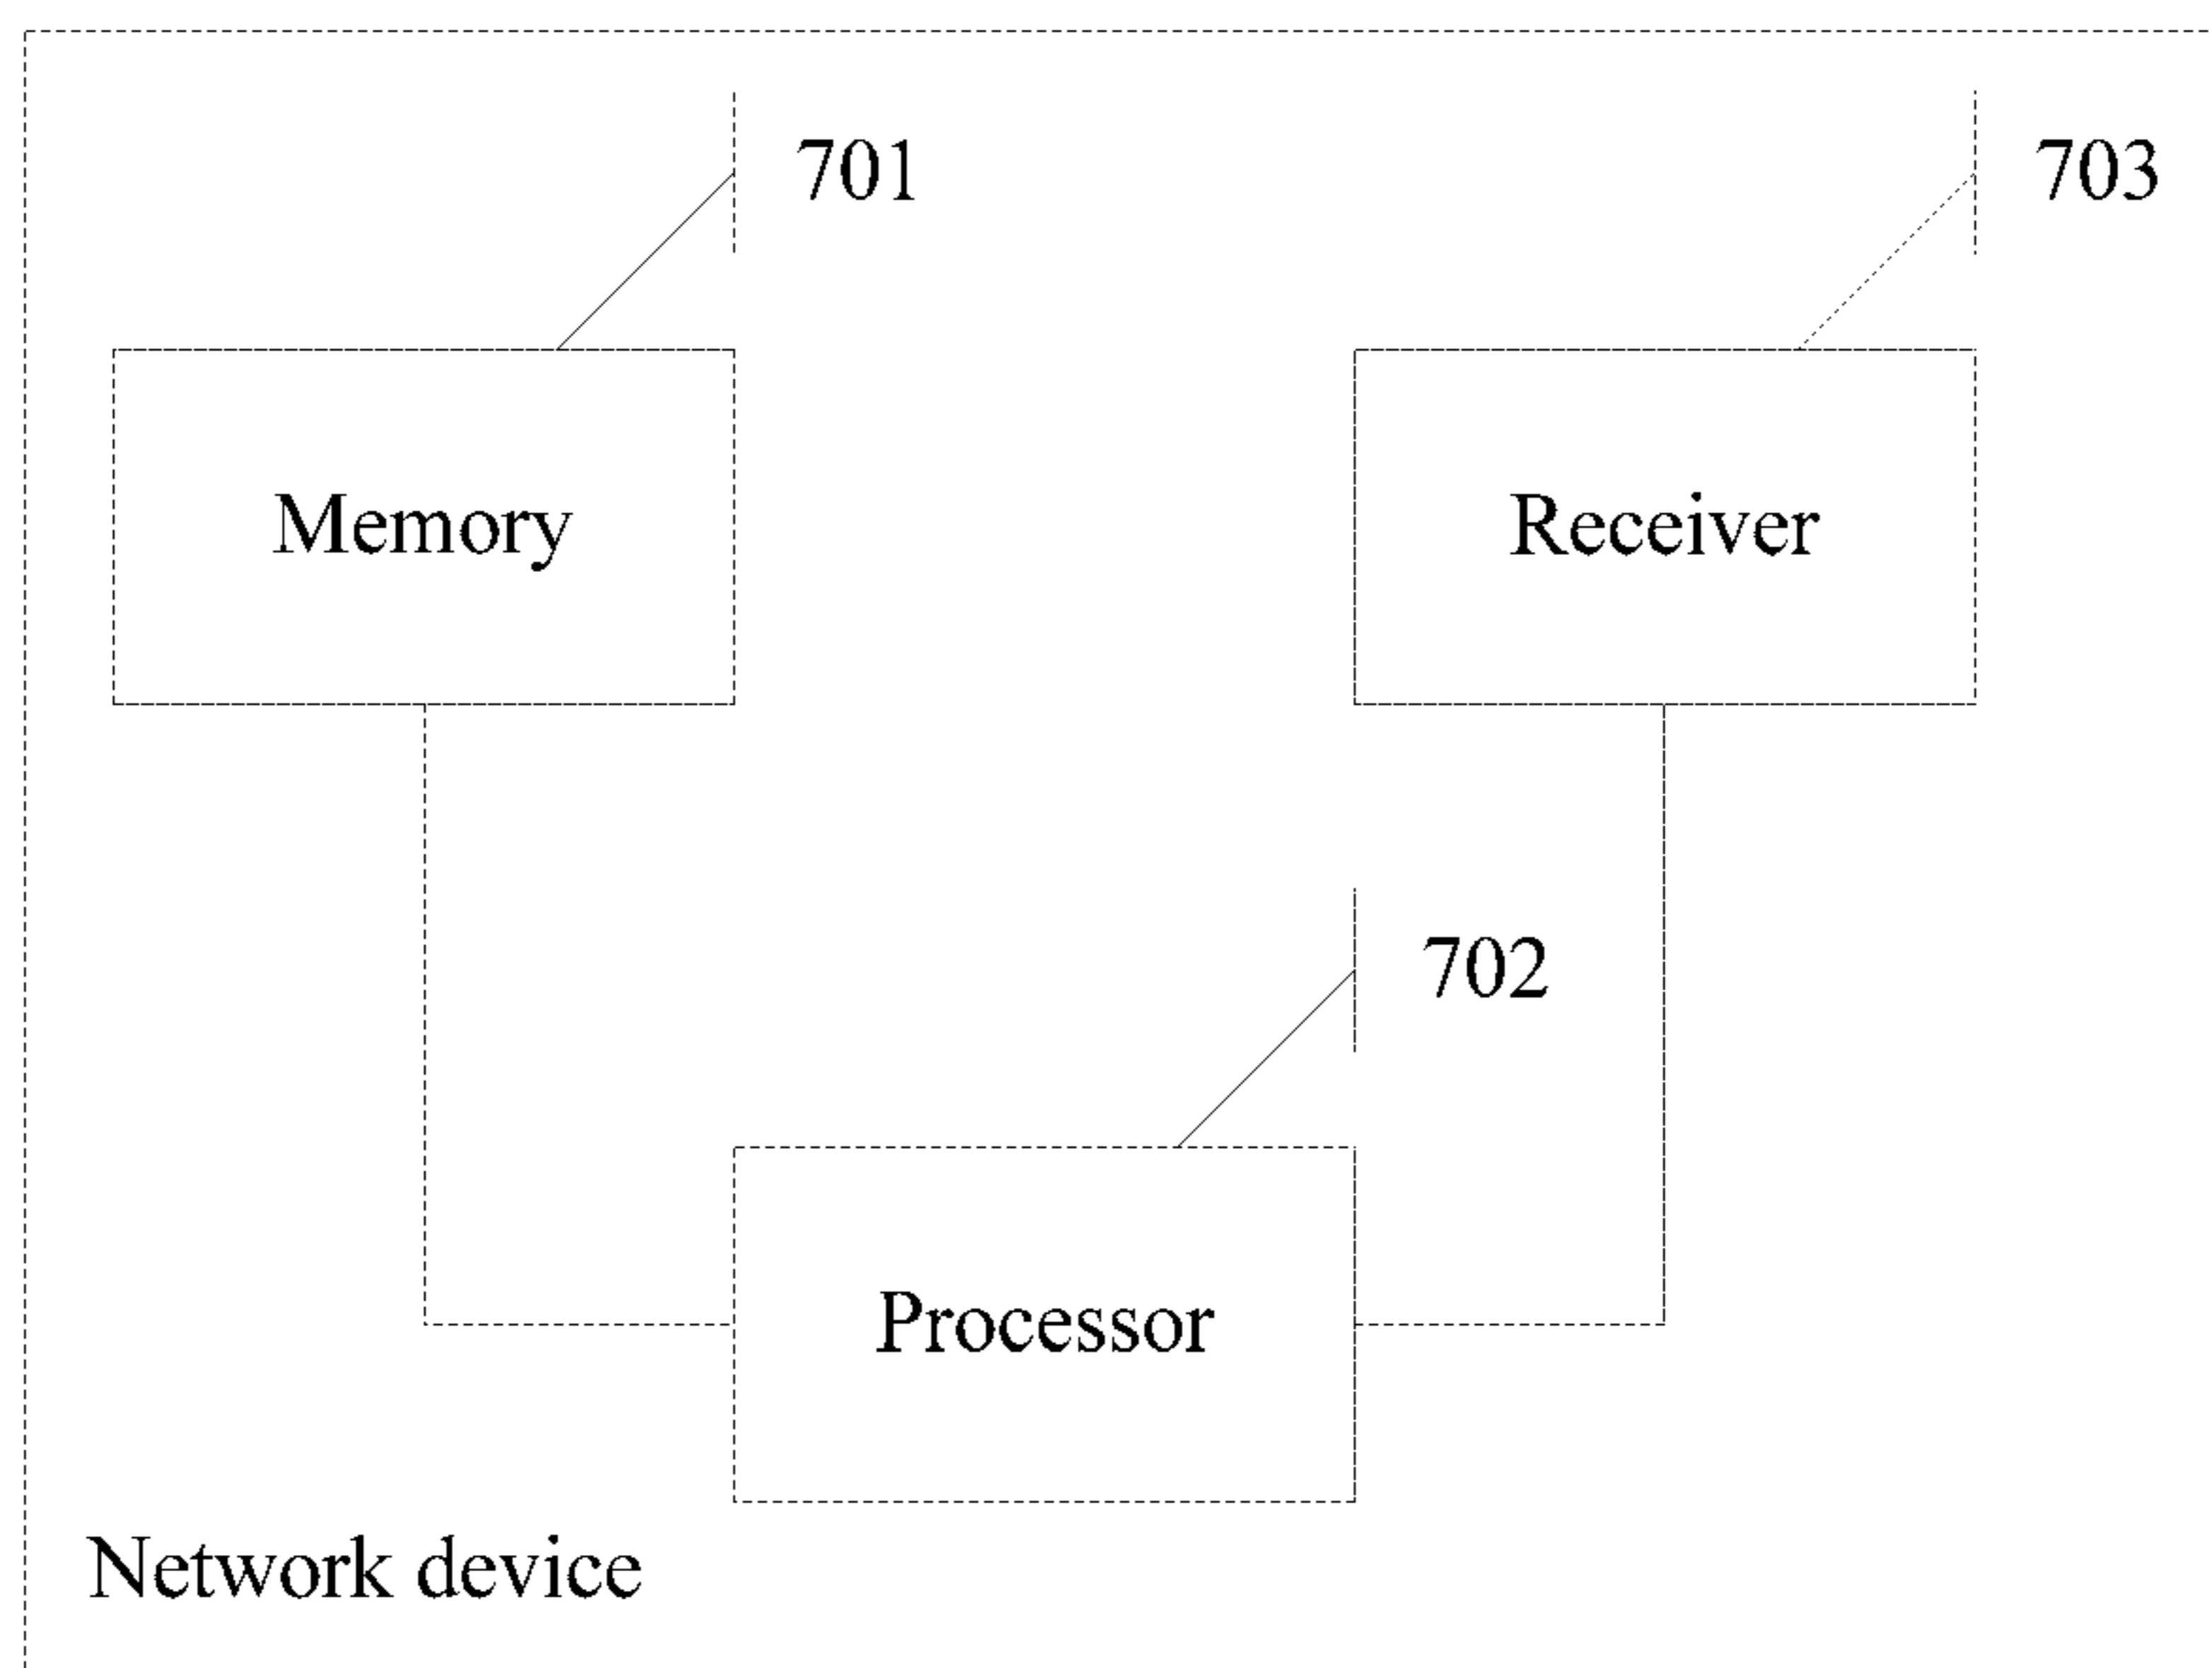 701
703
Memory
Receiver
702
Processor
Network device